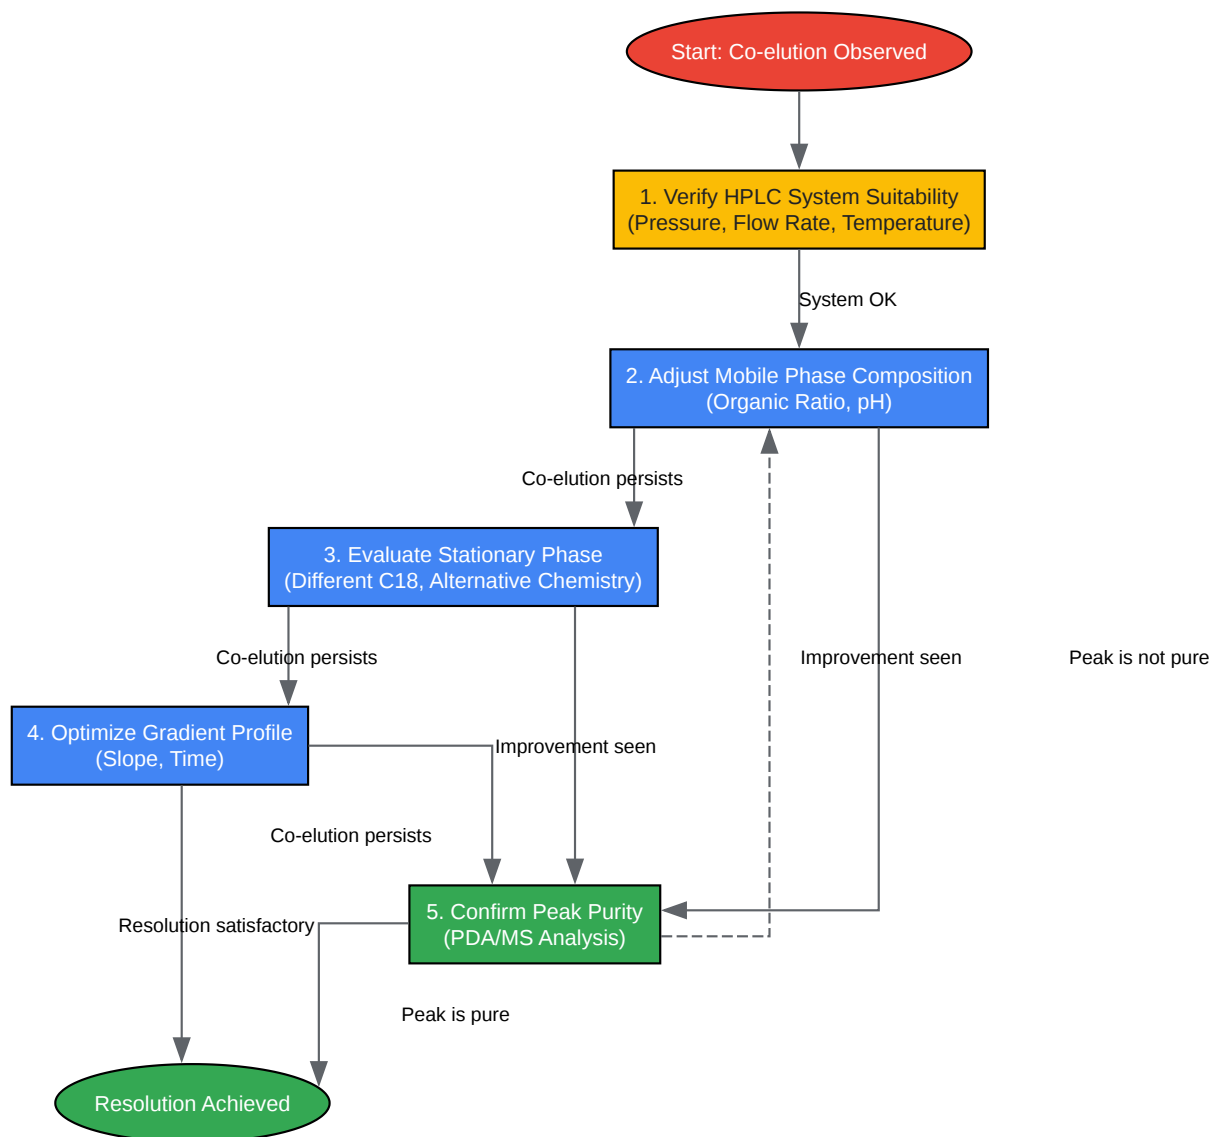 Start: Co-elution Observed
1. Verify HPLC System Suitability
(Pressure, Flow Rate, Temperature)
System OK
2. Adjust Mobile Phase Composition
(Organic Ratio, pH)
Co-elution persists
3. Evaluate Stationary Phase
(Different C18, Alternative Chemistry)
Co-elution persists
Improvement seen
Peak is not pure
4. Optimize Gradient Profile
(Slope, Time)
Improvement seen
Co-elution persists
5. Confirm Peak Purity
(PDA/MS Analysis)
Resolution satisfactory
Peak is pure
Resolution Achieved